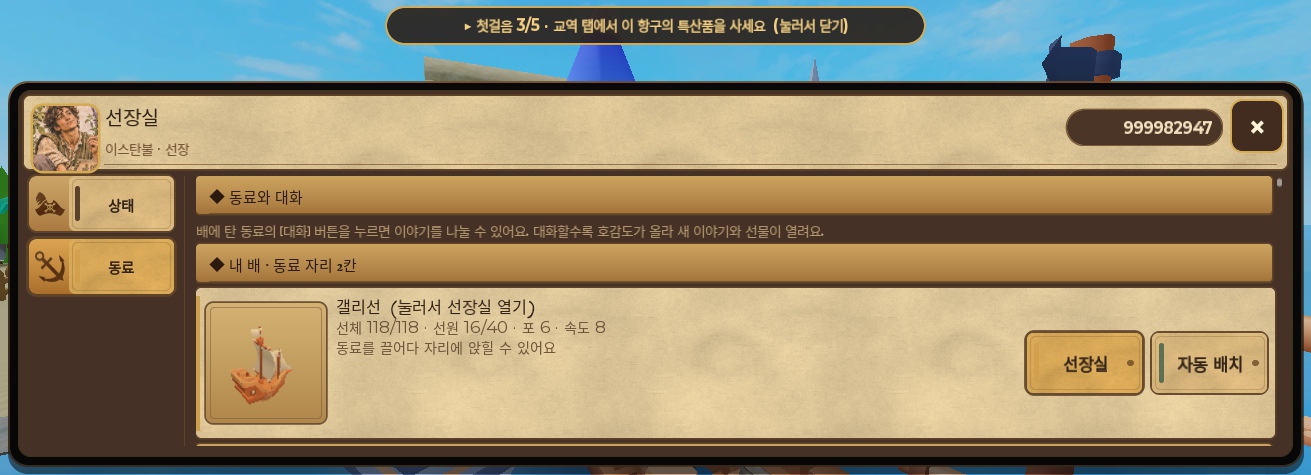 ▸ 첫걸음 3/5 · 교역 탭에서 이 항구의 특산품을 사세요 (눌러서 닫기)
선장실
이스탄불 · 선장
999982947
×
상태
동료
◆ 동료와 대화
배에 탄 동료의 [대화] 버튼을 누르면 이야기를 나눌 수 있어요. 대화할수록 호감도가 올라 새 이야기와 선물이 열려요.
◆ 내 배 · 동료 자리 2칸
갤리선 (눌러서 선장실 열기)
선체 118/118 · 선원 16/40 · 포 6 · 속도 8
동료를 끌어다 자리에 앉힐 수 있어요
선장실
자동 배치